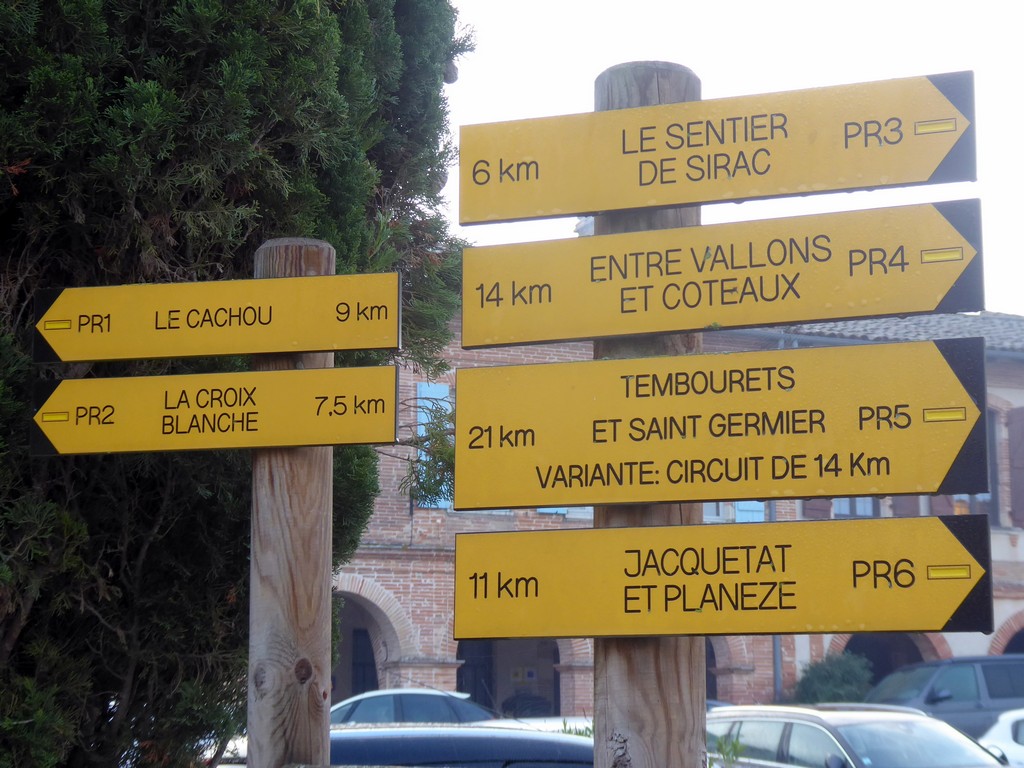 PR1 LE CACHOU 9 km
PR2 LA CROIX BLANCHE 7,5 km
6 km LE SENTIER DE SIRAC PR3
14 km ENTRE VALLONS ET COTEAUX PR4
TEMBOURETS
21 km ET SAINT GERMIER PR5
VARIANTE: CIRCUIT DE 14 Km
11 km JACQUETAT ET PLANEZE PR6